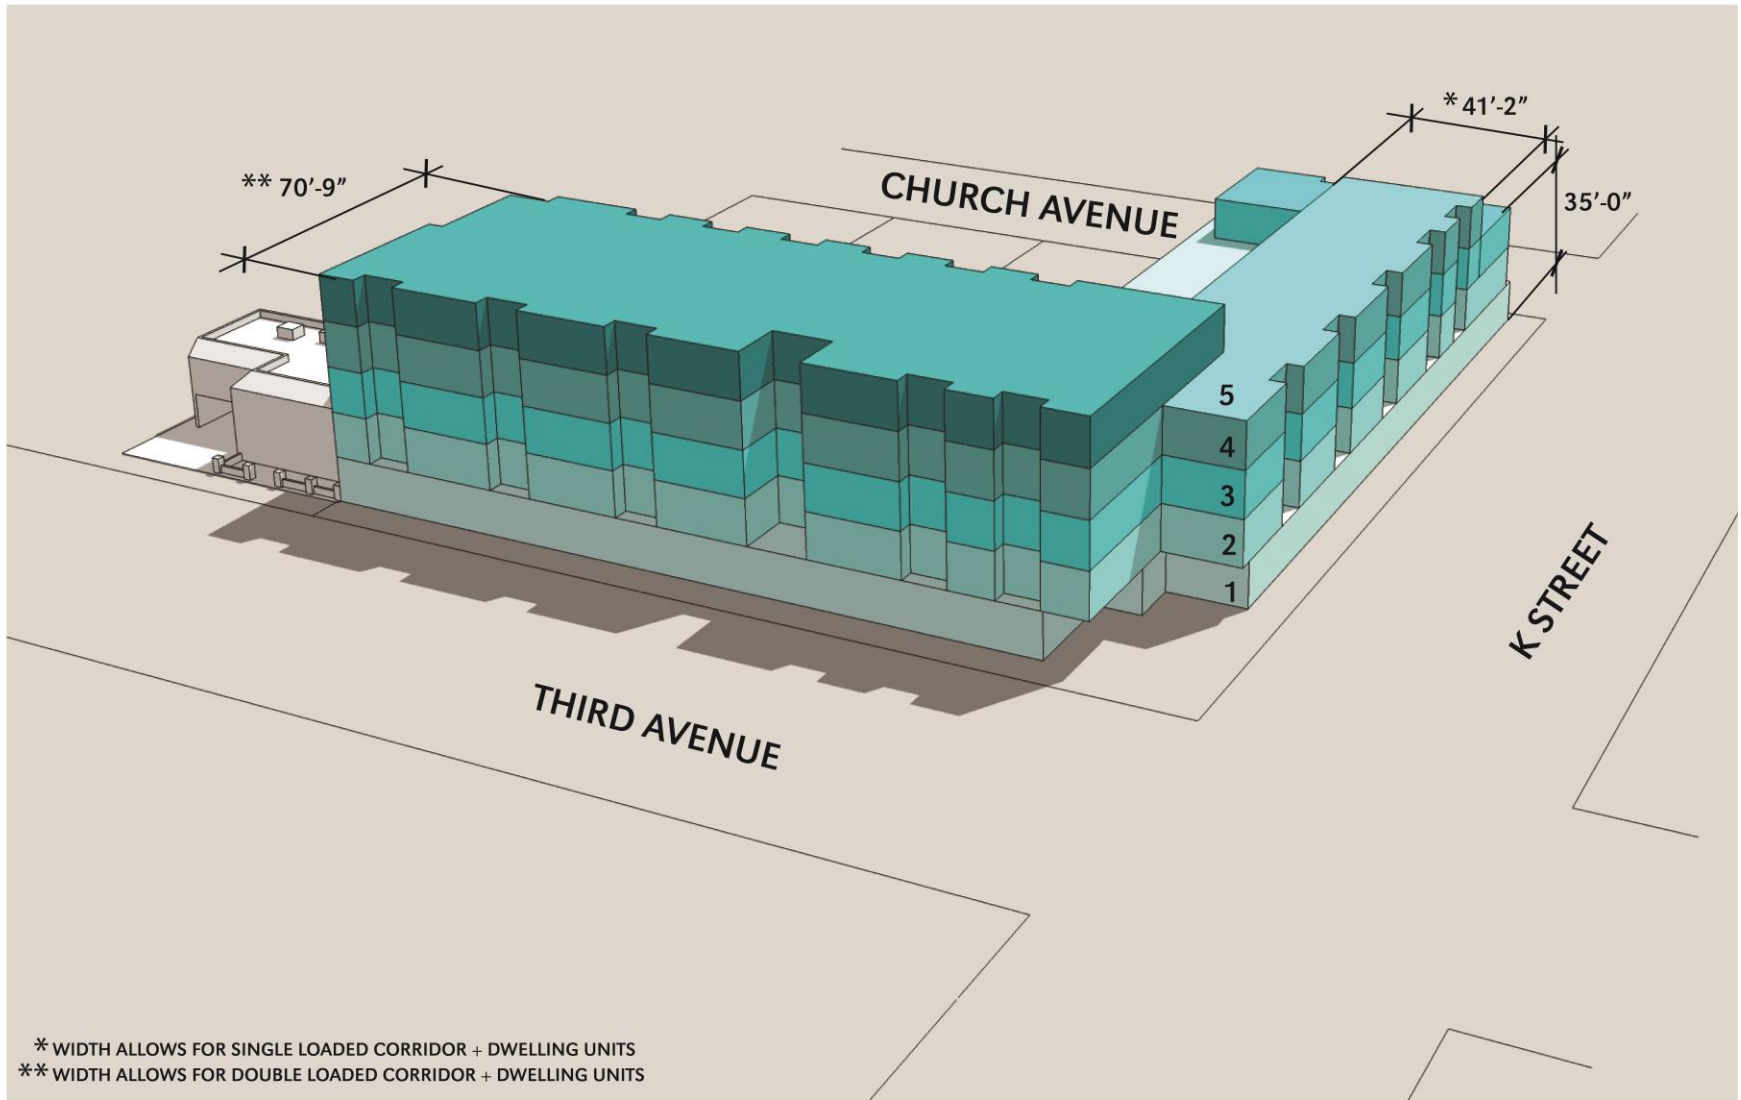 * 41’-2”
** 70’-9”
CHURCH AVENUE
35’-0”
5
4
3
2
1
K STREET
THIRD AVENUE
* WIDTH ALLOWS FOR SINGLE LOADED CORRIDOR + DWELLING UNITS
** WIDTH ALLOWS FOR DOUBLE LOADED CORRIDOR + DWELLING UNITS